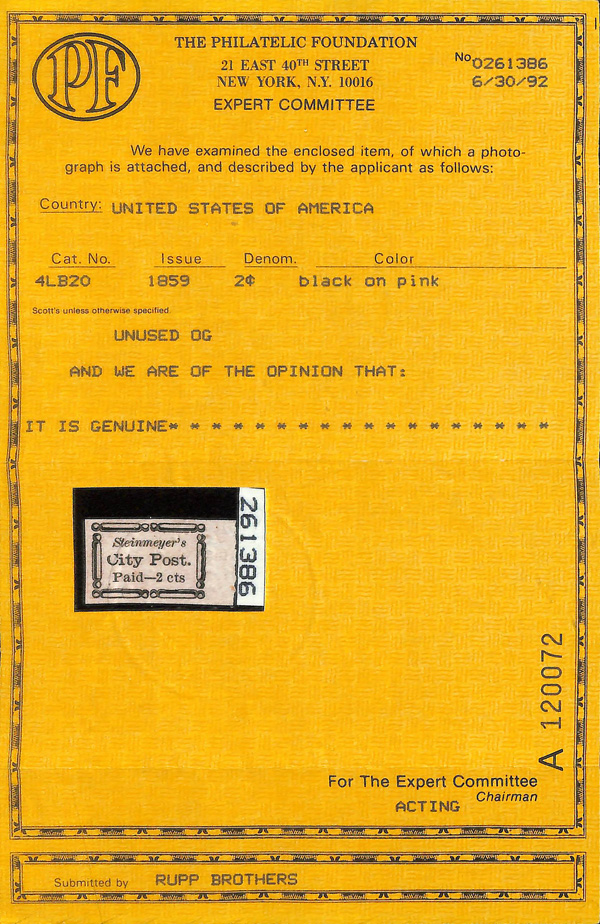 PF
THE PHILATELIC FOUNDATION
21 EAST 40TH STREET
NEW YORK, N.Y. 10016
EXPERT COMMITTEE
No. 0261386
6/30/92
We have examined the enclosed item, of which a photo-
graph is attached, and described by the applicant as follows:
Country: UNITED STATES OF AMERICA
Cat. No. Issue Denom. Color
4LB20 1859 2¢ black on pink
Scott's unless otherwise specified.
UNUSED OG
AND WE ARE OF THE OPINION THAT:
IT IS GENUINE* * * * * * * * * * * * * * * * * *
Steinmeyer's
City Post.
Paid—2 cts
261386
A 120072
For The Expert Committee
Chairman
ACTING
Submitted by RUPP BROTHERS